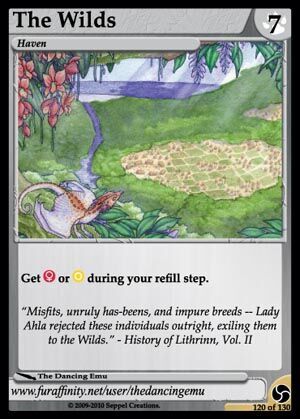 The Wilds
7
Haven
Get or during your refill step.
"Misfits, unruly has-beens, and impure breeds -- Lady
Ahla rejected these individuals outright, exiling them
to the Wilds." - History of Lithrinn, Vol. II
The Dancing Emu
www.furaffinity.net/user/thedancingemu
© 2009-2010 Seppel Creations.
120 of 130